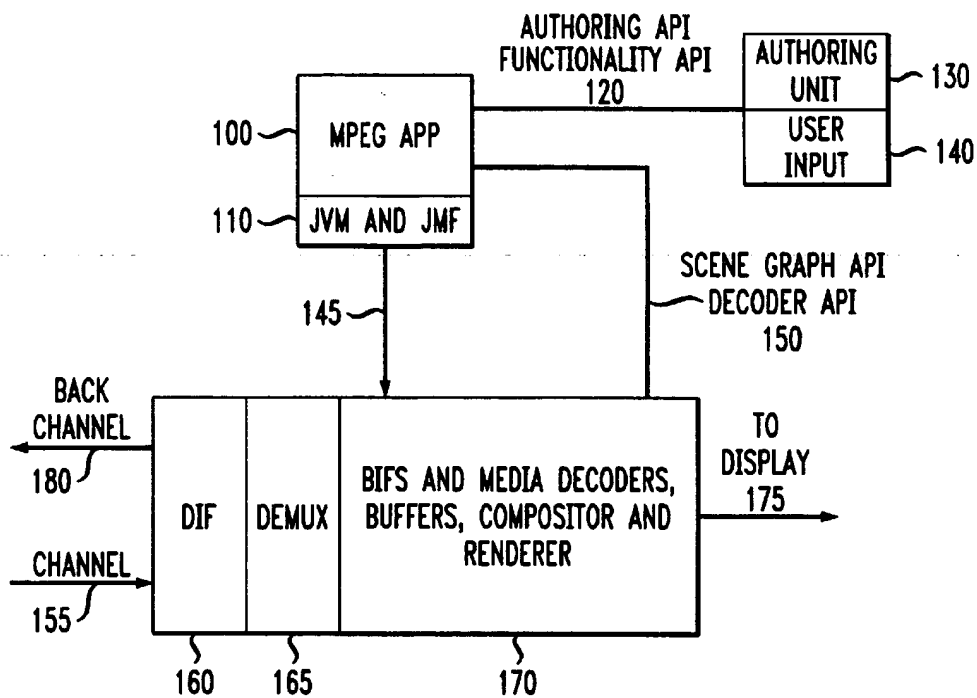 AUTHORING API
FUNCTIONALITY API
120
AUTHORING
UNIT
130
USER
INPUT
140
100
MPEG APP
110
JVM AND JMF
145
SCENE GRAPH API
DECODER API
150
BACK
CHANNEL
180
CHANNEL
155
DIF
DEMUX
BIFS AND MEDIA DECODERS,
BUFFERS, COMPOSITOR AND
RENDERER
TO
DISPLAY
175
160
165
170